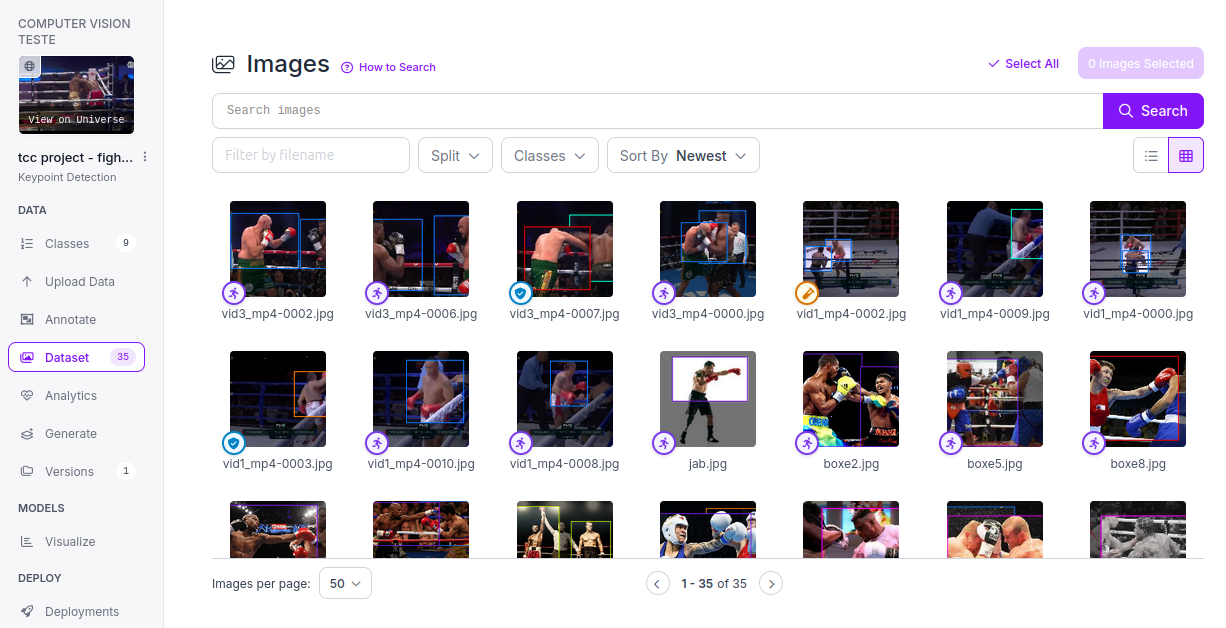 COMPUTER VISION
TESTE
View on Universe
tcc project - figh...
Keypoint Detection
DATA
Classes 9
Upload Data
Annotate
Dataset 35
Analytics
Generate
Versions 1
MODELS
Visualize
DEPLOY
Deployments
Images
How to Search
Select All
0 Images Selected
Search images
Search
Filter by filename
Split
Classes
Sort By Newest
vid3_mp4-0002.jpg
vid3_mp4-0006.jpg
vid3_mp4-0007.jpg
vid3_mp4-0000.jpg
vid1_mp4-0002.jpg
vid1_mp4-0009.jpg
vid1_mp4-0000.jpg
vid1_mp4-0003.jpg
vid1_mp4-0010.jpg
vid1_mp4-0008.jpg
jab.jpg
boxe2.jpg
boxe5.jpg
boxe8.jpg
Images per page: 50
1 - 35 of 35